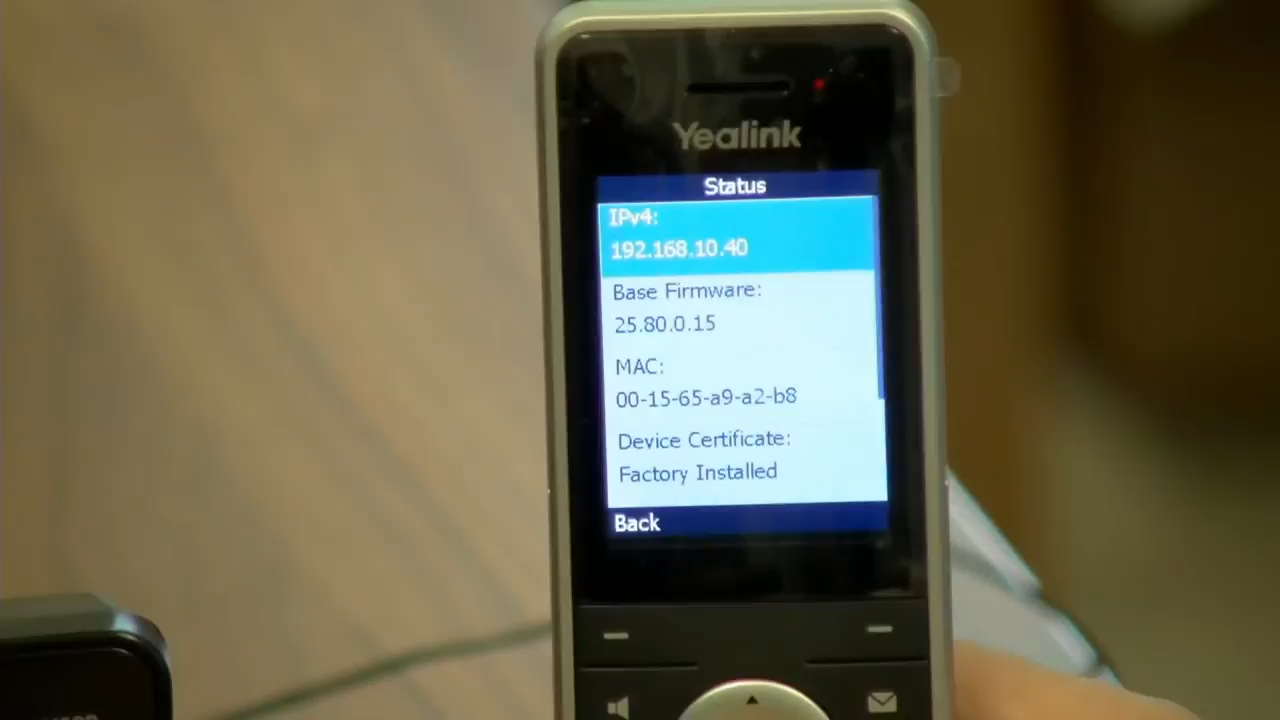 Yealink
Status
IPv4:
192.168.10.40
Base Firmware:
25.80.0.15
MAC:
00-15-65-a9-a2-b8
Device Certificate:
Factory Installed
Back